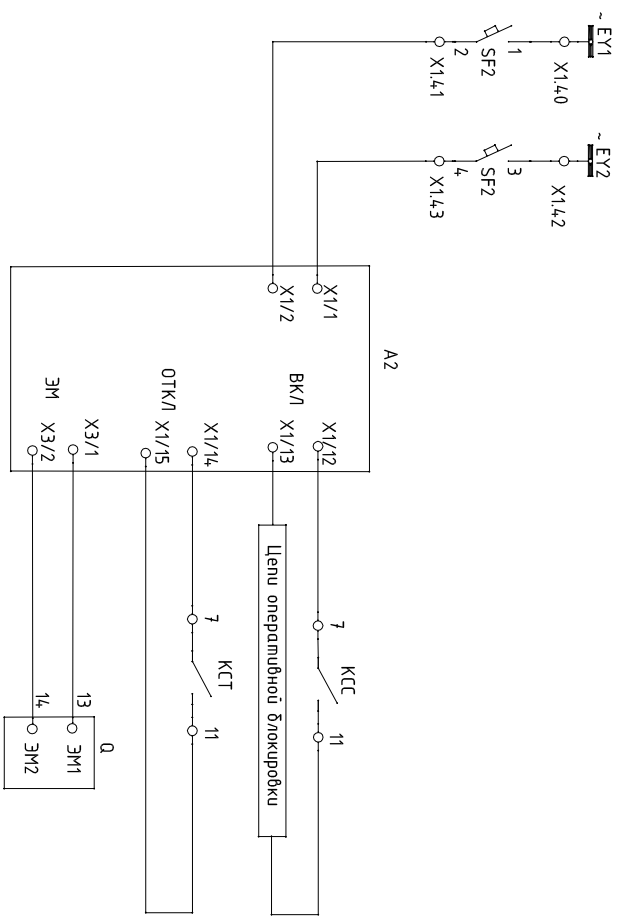 ~ EY1
X1.40
1
SF2
2
X1.41
~ EY2
X1.42
3
SF2
4
X1.43
A2
X1/1
X1/2
ВКЛ
X1/12
X1/13
ОТКЛ
X1/14
X1/15
ЭМ
X3/1
X3/2
7
КСС
11
Цепи оперативной блокировки
7
КСТ
11
13
14
Q
ЭМ1
ЭМ2